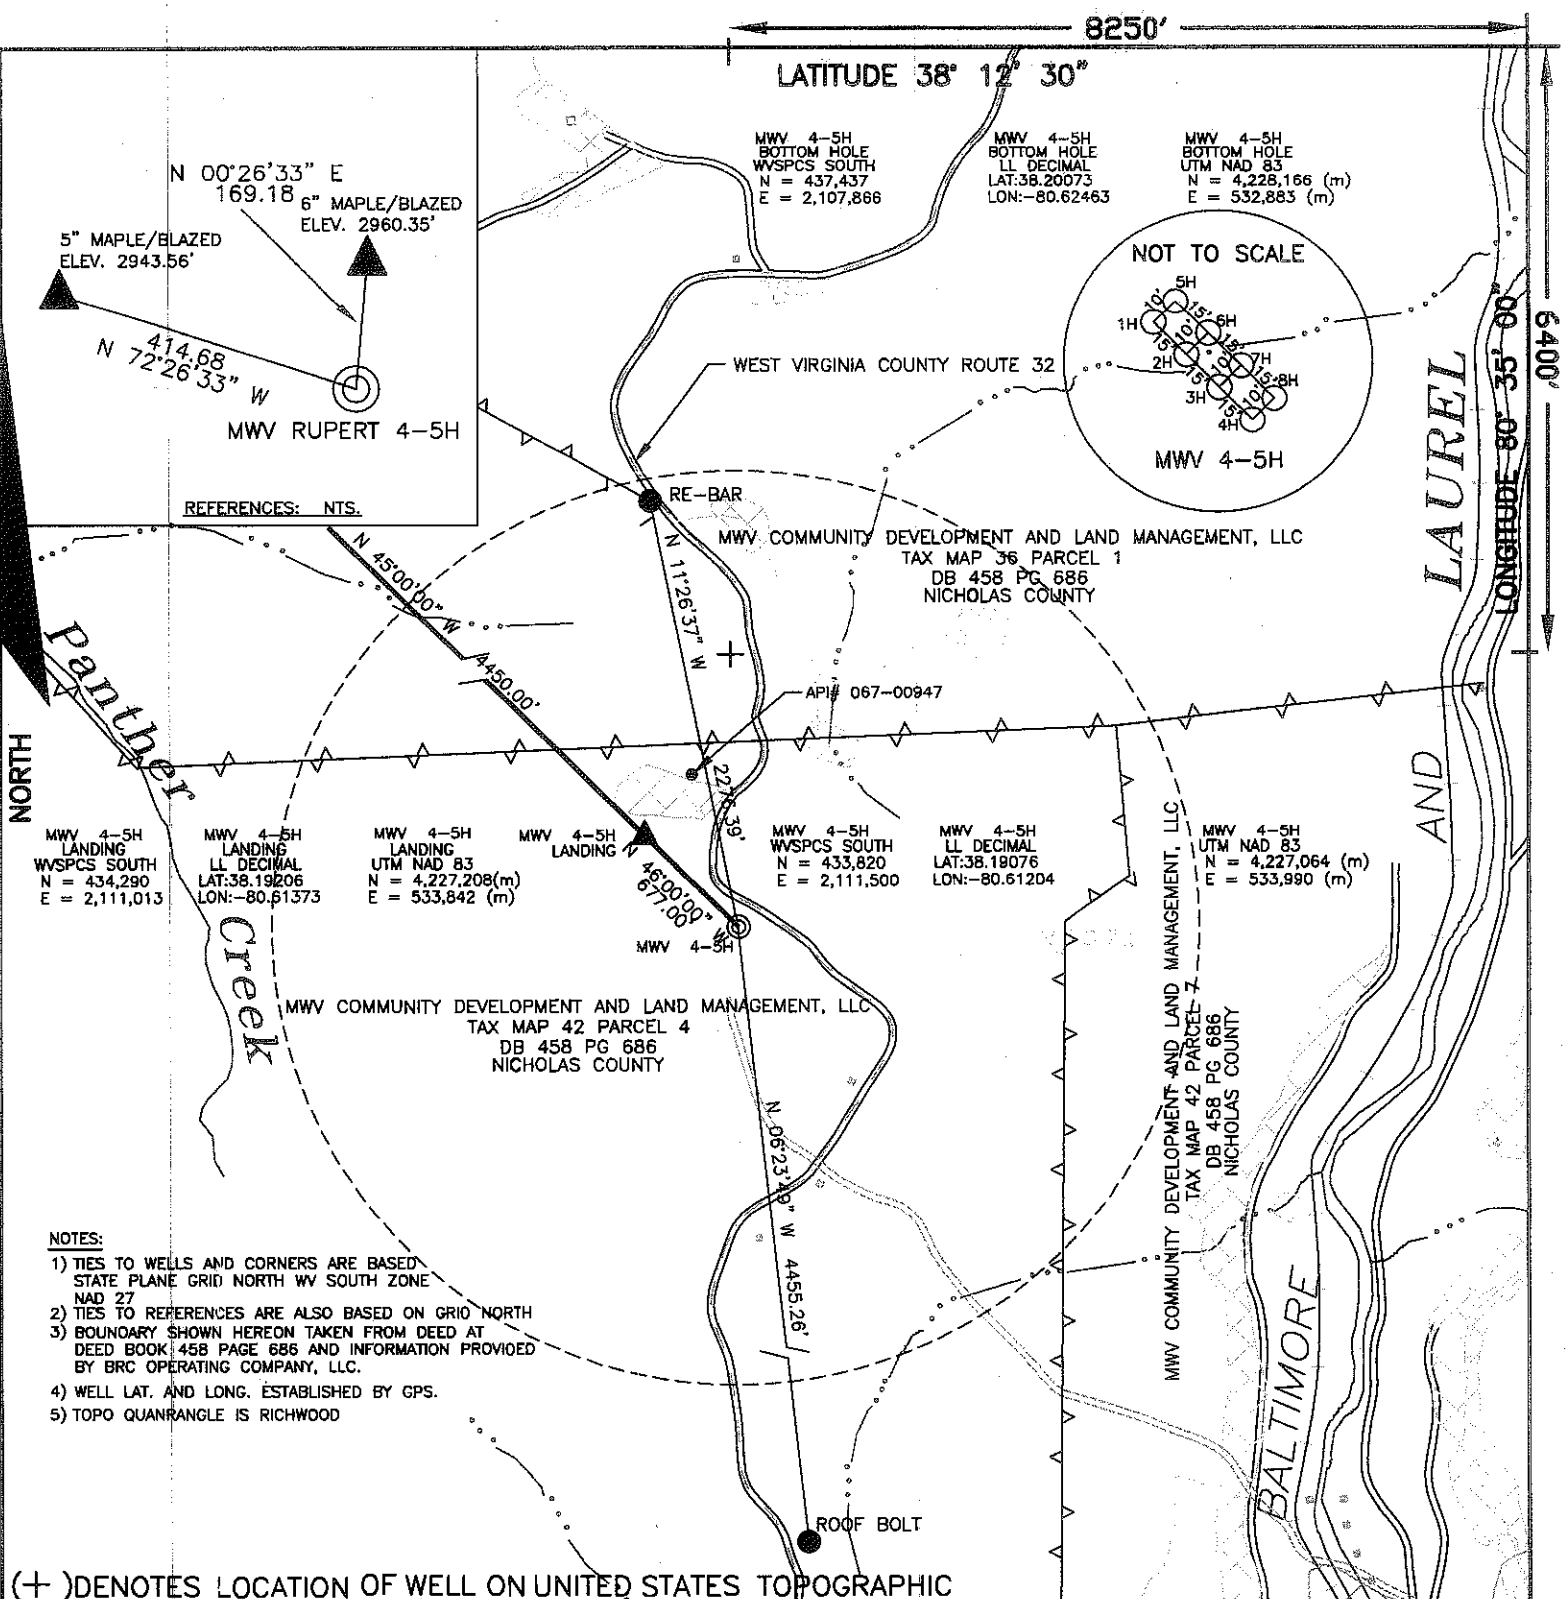 8250'
LATITUDE 38° 12' 30"
N 00°26'33" E
169.18
6" MAPLE/BLAZED
ELEV. 2960.35'
5" MAPLE/BLAZED
ELEV. 2943.56'
414.68
N 72°26'33" W
MWV RUPERT 4-5H
REFERENCES: NTS.
MWV 4-5H
BOTTOM HOLE
WVSPCS SOUTH
N = 437,437
E = 2,107,866
MWV 4-5H
BOTTOM HOLE
LL DECIMAL
LAT:38.20073
LON:-80.62463
MWV 4-5H
BOTTOM HOLE
UTM NAD 83
N = 4,228,166 (m)
E = 532,883 (m)
NOT TO SCALE
5H
10'
15'
1H
6H
10'
15'
15'
2H
7H
10'
15'
15'
8H
3H
10'
15'
4H
MWV 4-5H
WEST VIRGINIA COUNTY ROUTE 32
LONGITUDE 80° 35' 00"
6400'
LAUREL
RE-BAR
MWV COMMUNITY DEVELOPMENT AND LAND MANAGEMENT, LLC
TAX MAP 36 PARCEL 1
DB 458 PG 686
NICHOLAS COUNTY
N 45°00'00" W
4450.00'
N 11°26'37" W
2276.39'
API# 067-00947
Panther
Creek
NORTH
AND
MWV 4-5H
LANDING
WVSPCS SOUTH
N = 434,290
E = 2,111,013
MWV 4-5H
LANDING
LL DECIMAL
LAT:38.19206
LON:-80.61373
MWV 4-5H
LANDING
UTM NAD 83
N = 4,227,208(m)
E = 533,842 (m)
MWV 4-5H
LANDING
N 46°00'00" W
677.00'
MWV 4-5H
MWV 4-5H
WVSPCS SOUTH
N = 433,820
E = 2,111,500
MWV 4-5H
LL DECIMAL
LAT:38.19076
LON:-80.61204
MWV 4-5H
UTM NAD 83
N = 4,227,064 (m)
E = 533,990 (m)
MWV COMMUNITY DEVELOPMENT AND LAND MANAGEMENT, LLC
TAX MAP 42 PARCEL 4
DB 458 PG 686
NICHOLAS COUNTY
MWV COMMUNITY DEVELOPMENT AND LAND MANAGEMENT, LLC
TAX MAP 42 PARCEL 7
DB 458 PG 686
NICHOLAS COUNTY
N 06°23'49" W 4455.26'
BALTIMORE
NOTES:
1) TIES TO WELLS AND CORNERS ARE BASED
STATE PLANE GRID NORTH WV SOUTH ZONE
NAD 27
2) TIES TO REFERENCES ARE ALSO BASED ON GRID NORTH
3) BOUNDARY SHOWN HEREON TAKEN FROM DEED AT
DEED BOOK 458 PAGE 686 AND INFORMATION PROVIDED
BY BRC OPERATING COMPANY, LLC.
4) WELL LAT. AND LONG. ESTABLISHED BY GPS.
5) TOPO QUANRANGLE IS RICHWOOD
ROOF BOLT
(+ )DENOTES LOCATION OF WELL ON UNITED STATES TOPOGRAPHIC